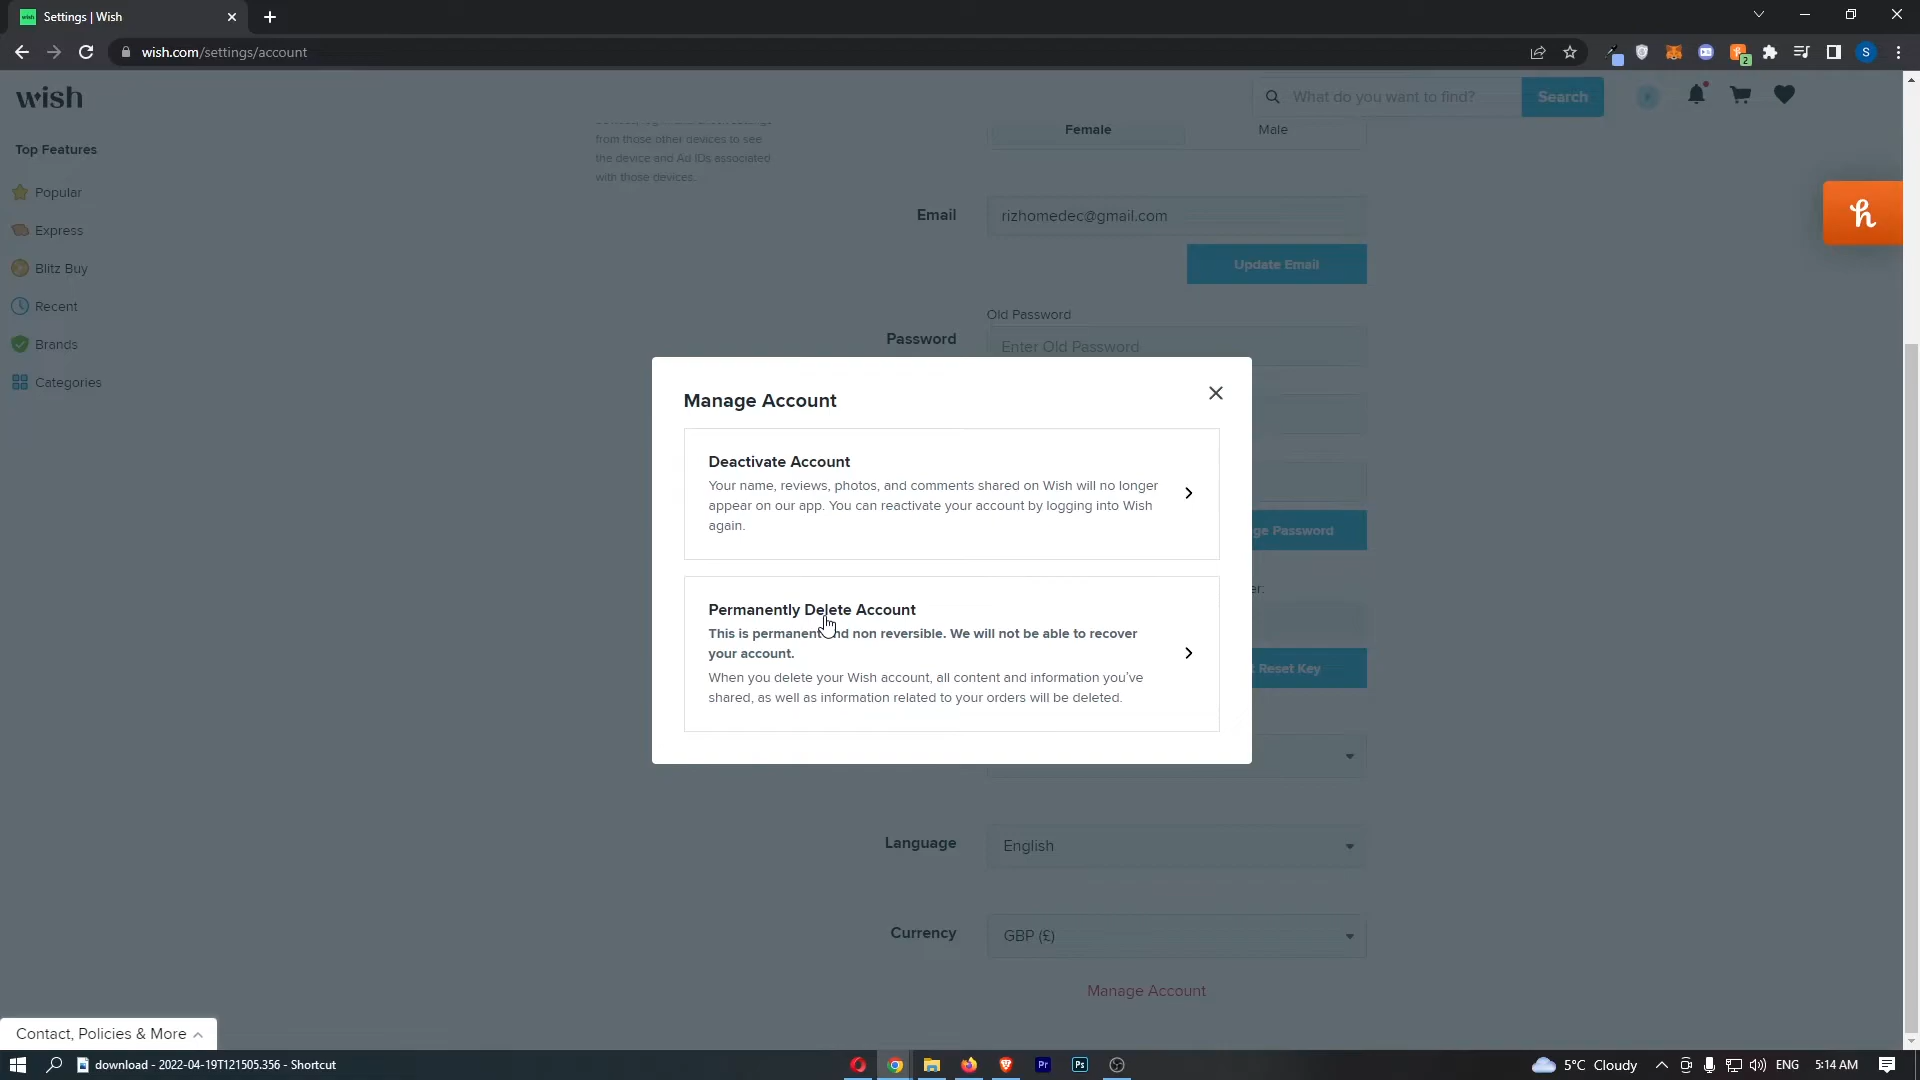 wish
Settings | Wish
wish.com/settings/account
2
S
wish
What do you want to find?
Search
Top Features
Popular
Express
Blitz Buy
Recent
Brands
Categories
from those other devices to see
the device and Ad IDs associated
with those devices.
Female
Male
Email
rizhomedec@gmail.com
Update Email
Old Password
Password
Enter Old Password
ge Password
er:
Reset Key
Manage Account
Deactivate Account
Your name, reviews, photos, and comments shared on Wish will no longer
appear on our app. You can reactivate your account by logging into Wish
again.
Permanently Delete Account
This is permanent and non reversible. We will not be able to recover
your account.
When you delete your Wish account, all content and information you've
shared, as well as information related to your orders will be deleted.
Language
English
Currency
GBP (£)
Manage Account
Contact, Policies & More
download - 2022-04-19T121505.356 - Shortcut
Pr
Ps
5°C Cloudy
ENG
5:14 AM